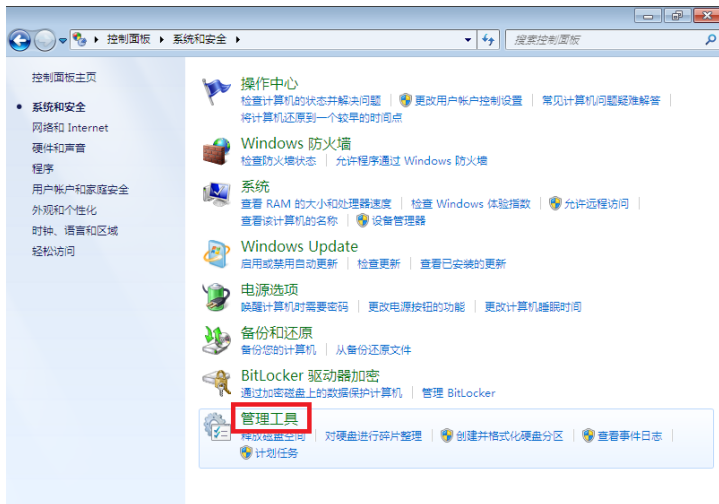 控制面板 系统和安全 搜索控制面板
控制面板主页
系统和安全
网络和 Internet
硬件和声音
程序
用户帐户和家庭安全
外观和个性化
时钟、语言和区域
轻松访问
操作中心
检查计算机的状态并解决问题 更改用户帐户控制设置 常见计算机问题疑难解答
将计算机还原到一个较早的时间点
Windows 防火墙
检查防火墙状态 允许程序通过 Windows 防火墙
系统
查看 RAM 的大小和处理器速度 检查 Windows 体验指数 允许远程访问
查看该计算机的名称 设备管理器
Windows Update
启用或禁用自动更新 检查更新 查看已安装的更新
电源选项
唤醒计算机时需要密码 更改电源按钮的功能 更改计算机睡眠时间
备份和还原
备份您的计算机 从备份还原文件
BitLocker 驱动器加密
通过加密磁盘上的数据保护计算机 管理 BitLocker
管理工具
释放磁盘空间 对硬盘进行碎片整理 创建并格式化硬盘分区 查看事件日志
计划任务